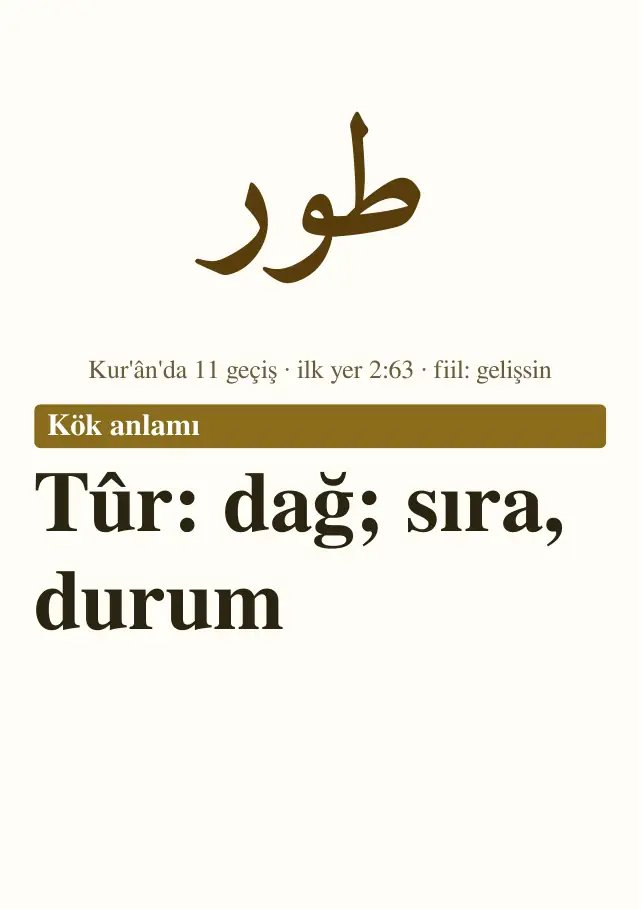 طور
Kur'ân'da 11 geçiş · ilk yer 2:63 · fiil: gelişsin
Kök anlamı
Tûr: dağ; sıra,
durum